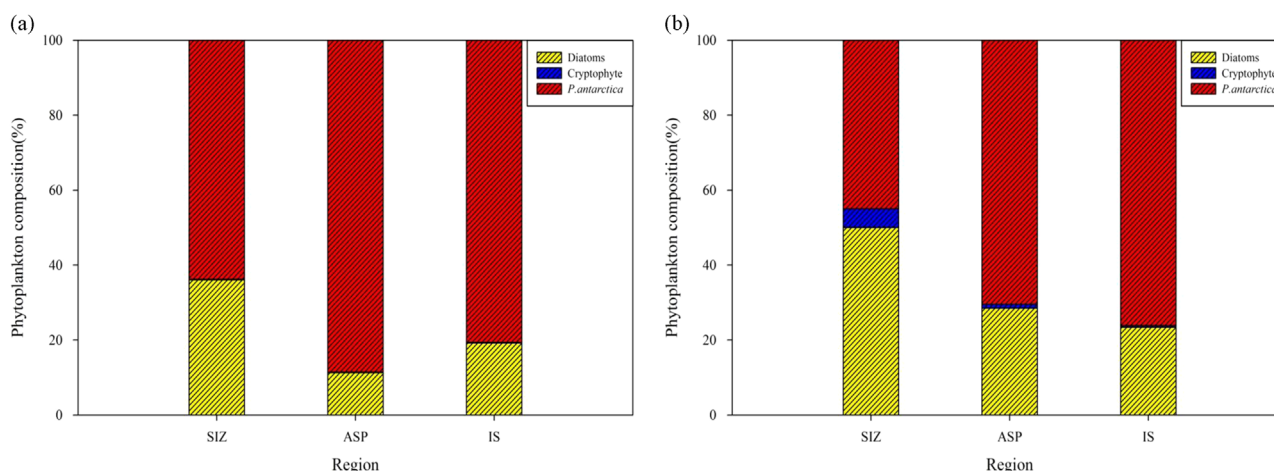 (a)
Phytoplankton composition(%)
100
80
60
40
20
0
Diatoms
Cryptophyte
P.antarctica
SIZ
ASP
IS
Region
(b)
Phytoplankton composition(%)
100
80
60
40
20
0
Diatoms
Cryptophyte
P.antarctica
SIZ
ASP
IS
Region